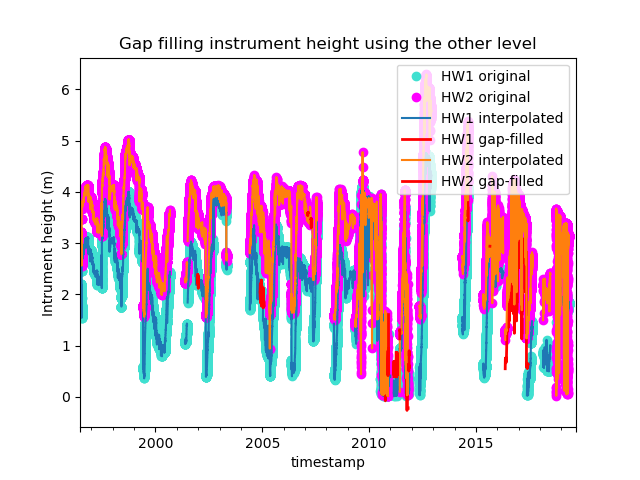 Gap filling instrument height using the other level
HW1 original
HW2 original
HW1 interpolated
HW1 gap-filled
HW2 interpolated
HW2 gap-filled
Intrument height (m)
6
5
4
3
2
1
0
2000
2005
2010
2015
timestamp